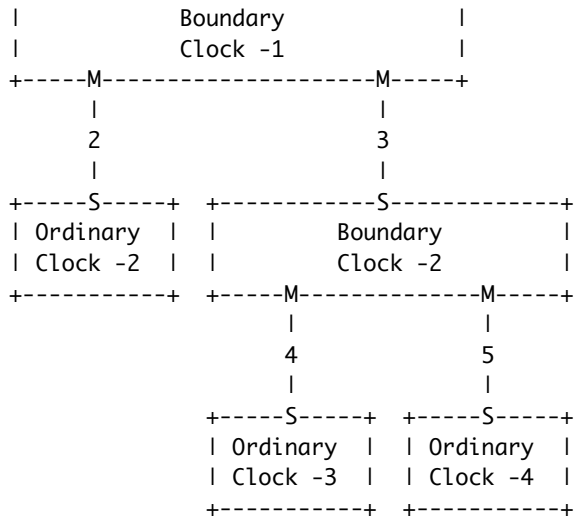 |          Boundary          |
|          Clock -1          |
+-----M-----------------M-----+
|                 |
2                 3
|                 |
+-----S-----+  +-----------S------------+
| Ordinary  |  |       Boundary        |
| Clock -2  |  |       Clock -2        |
+-----------+  +-----M------------M-----+
|            |
4            5
|            |
+-----S-----+  +-----S-----+
| Ordinary  |  | Ordinary  |
| Clock -3  |  | Clock -4  |
+-----------+  +-----------+